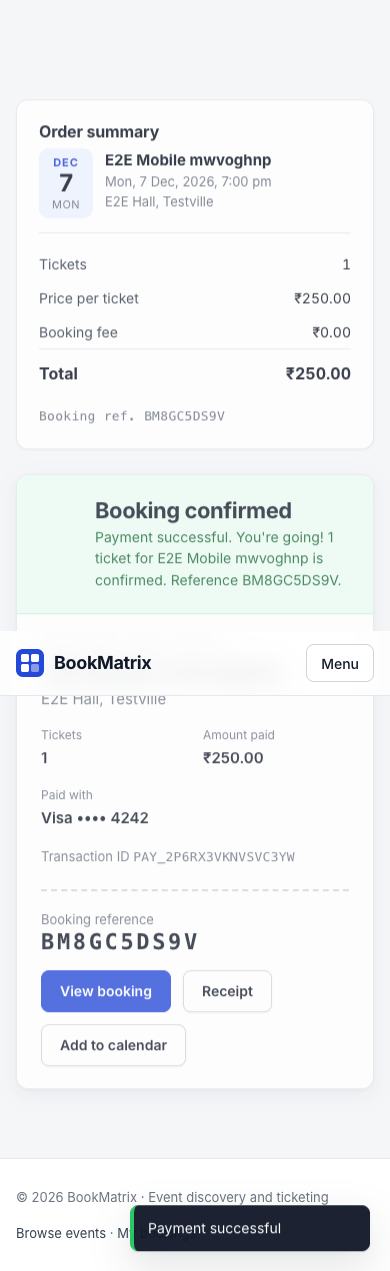 Order summary
DEC
7
MON
E2E Mobile mwvoghnp
Mon, 7 Dec, 2026, 7:00 pm
E2E Hall, Testville
Tickets 1
Price per ticket ₹250.00
Booking fee ₹0.00
Total ₹250.00
Booking ref. BM8GC5DS9V
Booking confirmed
Payment successful. You're going! 1
ticket for E2E Mobile mwvoghnp is
confirmed. Reference BM8GC5DS9V.
BookMatrix Menu
E2E Hall, Testville
Tickets Amount paid
1 ₹250.00
Paid with
Visa •••• 4242
Transaction ID PAY_2P6RX3VKNVSVC3YW
Booking reference
BM8GC5DS9V
View booking Receipt
Add to calendar
© 2026 BookMatrix · Event discovery and ticketing
Browse events ·
Payment successful